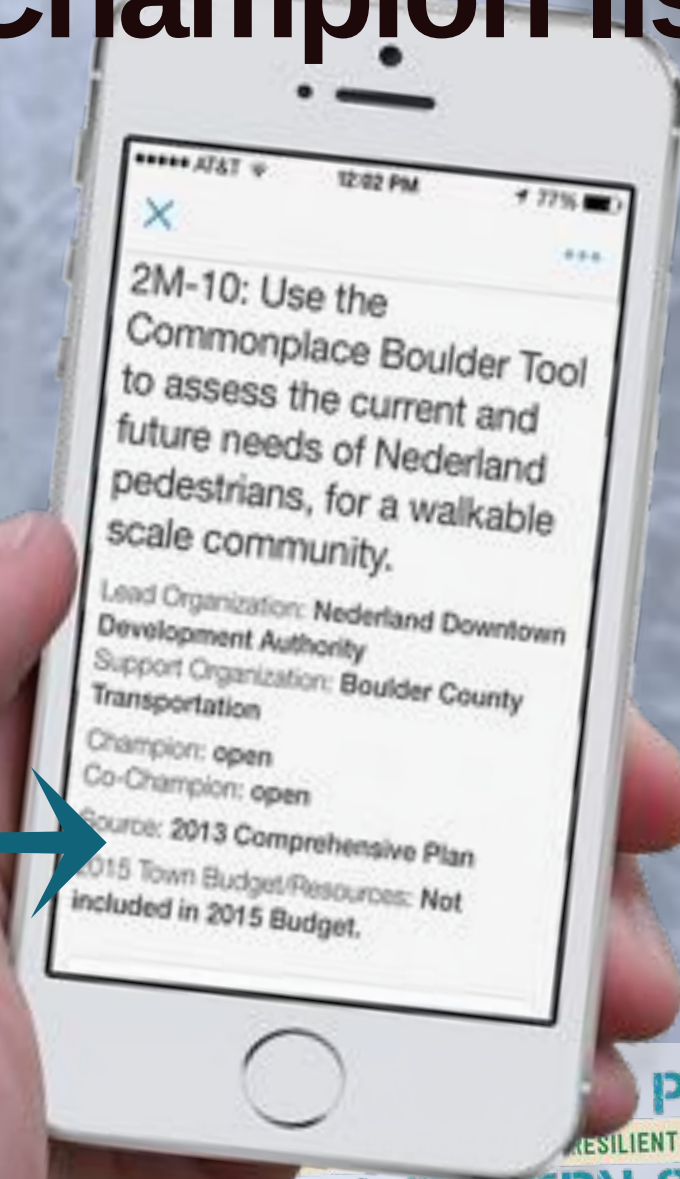 Champion lis
AT&T 12:02 PM 77%
2M-10: Use the
Commonplace Boulder Tool
to assess the current and
future needs of Nederland
pedestrians, for a walkable
scale community.
Lead Organization: Nederland Downtown
Development Authority
Support Organization: Boulder County
Transportation
Champion: open
Co-Champion: open
Source: 2013 Comprehensive Plan
2015 Town Budget/Resources: Not
included in 2015 Budget.
P
RESILIENT